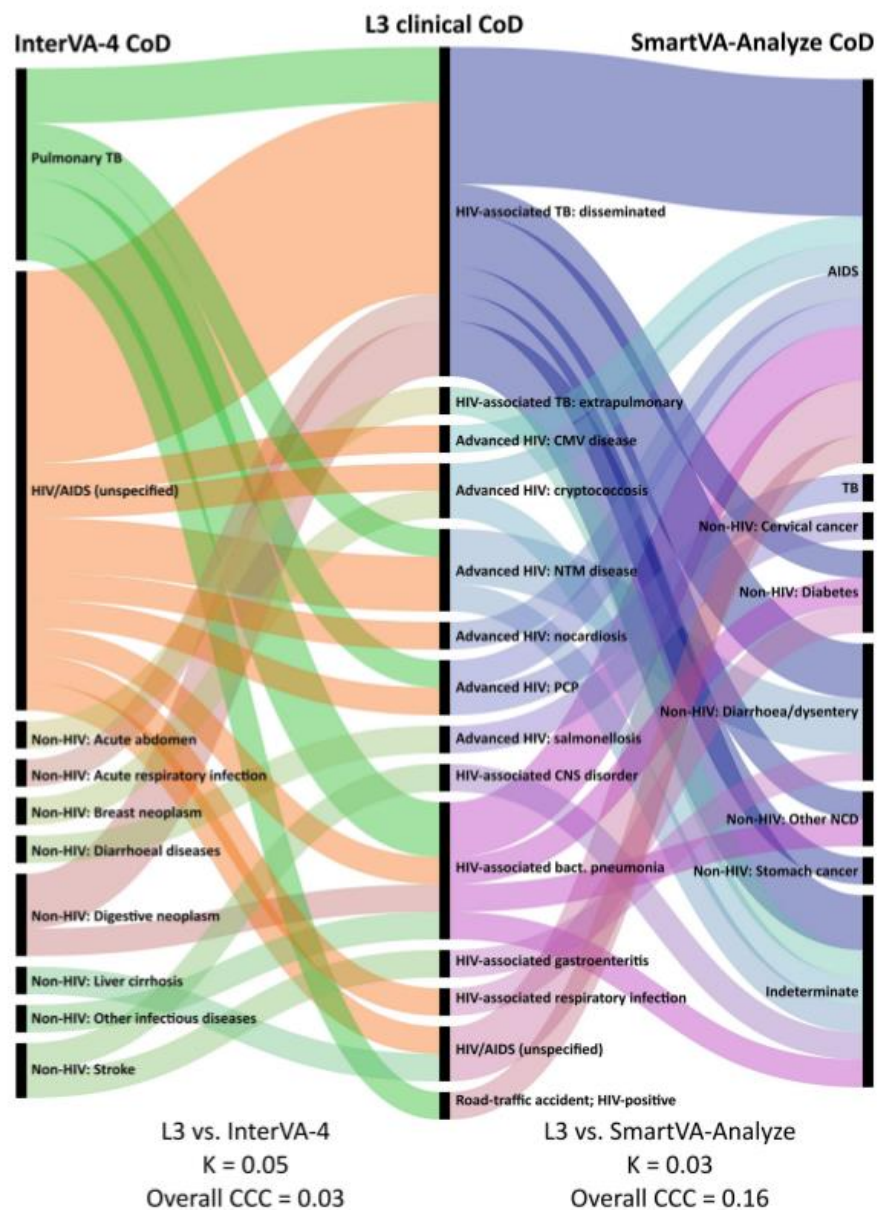 InterVA-4 CoD
L3 clinical CoD
SmartVA-Analyze CoD
Pulmonary TB
HIV/AIDS (unspecified)
Non-HIV: Acute abdomen
Non-HIV: Acute respiratory infection
Non-HIV: Breast neoplasm
Non-HIV: Diarrhoeal diseases
Non-HIV: Digestive neoplasm
Non-HIV: Liver cirrhosis
Non-HIV: Other infectious diseases
Non-HIV: Stroke
HIV-associated TB: disseminated
HIV-associated TB: extrapulmonary
Advanced HIV: CMV disease
Advanced HIV: cryptococcosis
Advanced HIV: NTM disease
Advanced HIV: nocardiosis
Advanced HIV: PCP
Advanced HIV: salmonellosis
HIV-associated CNS disorder
HIV-associated bact. pneumonia
HIV-associated gastroenteritis
HIV-associated respiratory infection
HIV/AIDS (unspecified)
Road-traffic accident; HIV-positive
AIDS
TB
Non-HIV: Cervical cancer
Non-HIV: Diabetes
Non-HIV: Diarrhoea/dysentery
Non-HIV: Other NCD
Non-HIV: Stomach cancer
Indeterminate
L3 vs. InterVA-4
K = 0.05
Overall CCC = 0.03
L3 vs. SmartVA-Analyze
K = 0.03
Overall CCC = 0.16